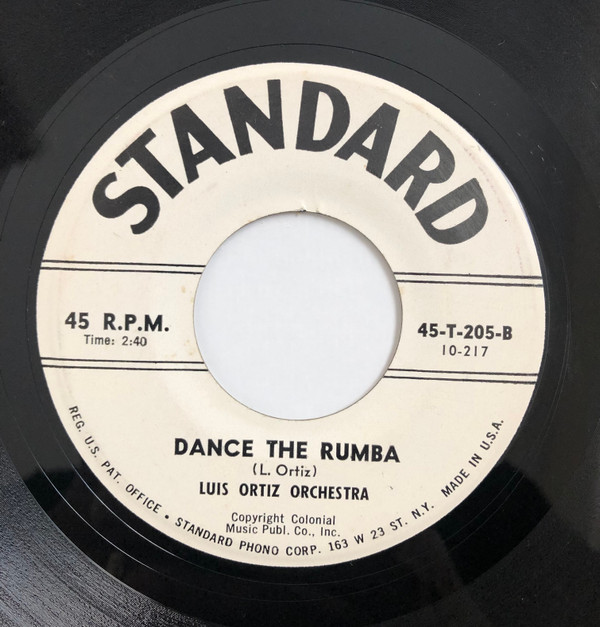 STANDARD
45 R.P.M.
Time: 2:40
45-T-205-B
10-217
DANCE THE RUMBA
(L. Ortiz)
LUIS ORTIZ ORCHESTRA
Copyright Colonial
Music Publ. Co., Inc.
REG. U.S. PAT. OFFICE • STANDARD PHONO CORP. 163 W 23 ST. N.Y. MADE IN U.S.A.